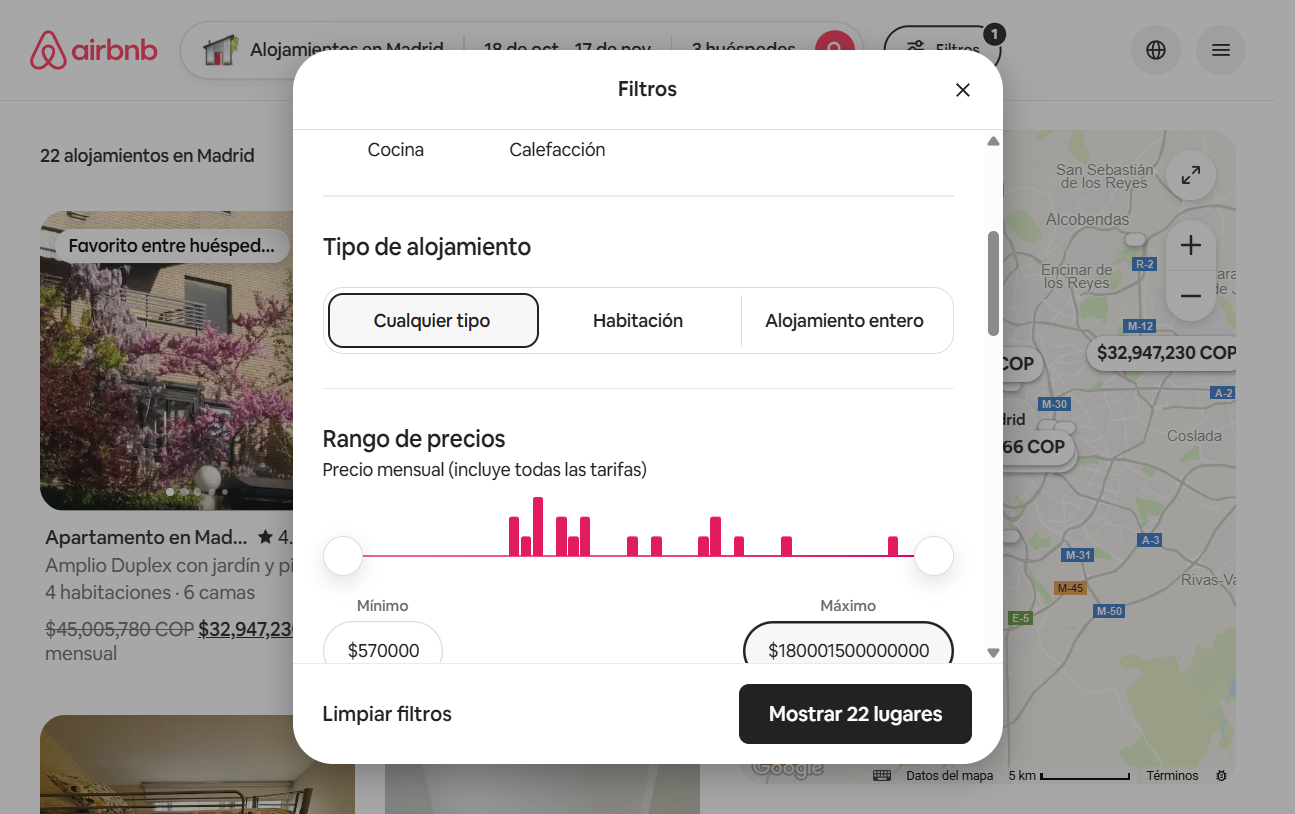 airbnb
Alojamientos en Madrid
18 de oct – 17 de nov
3 huéspedes
Filtros
1
22 alojamientos en Madrid
Favorito entre huésped...
Apartamento en Mad... ★ 4.
Amplio Duplex con jardín y pi
4 habitaciones · 6 camas
$45,005,780 COP $32,947,230
mensual
Filtros
Cocina
Calefacción
Tipo de alojamiento
Cualquier tipo
Habitación
Alojamiento entero
Rango de precios
Precio mensual (incluye todas las tarifas)
Mínimo
Máximo
$570000
$180001500000000
Limpiar filtros
Mostrar 22 lugares
San Sebastián
de los Reyes
Alcobendas
Encinar de
los Reyes
R-2
M-12
$32,947,230 COP
COP
A-2
M-30
drid
66 COP
Coslada
A-3
M-31
M-45
Rivas-Va
M-50
E-5
Google
Datos del mapa
5 km
Términos